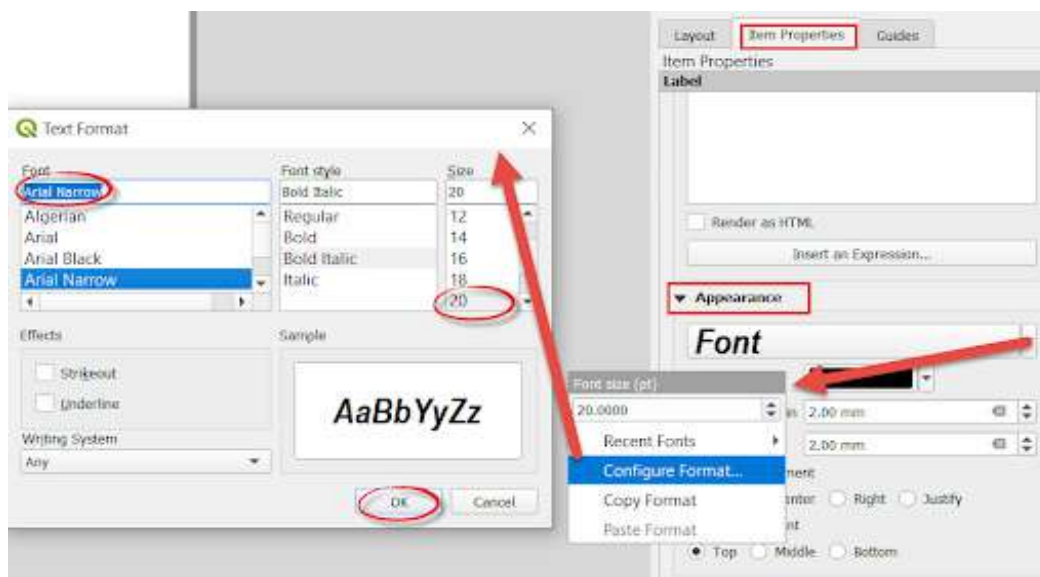 Layout Item Properties Guides
Item Properties
Label
Render as HTML
Insert an Expression...
Appearance
Font
Text Format
Font Font style Size
Arial Narrow Bold Italic 20
Algerian Regular 12
Arial Bold 14
Arial Black Bold Italic 16
Arial Narrow Italic 18
20
Effects Sample
Strikeout
Underline
AaBbYyZz
Writing System
Any
OK Cancel
Font size (pt)
20.0000
2.00 mm
Recent Fonts
2.00 mm
Configure Format...
Copy Format
Right Justify
Paste Format
Top Middle Bottom